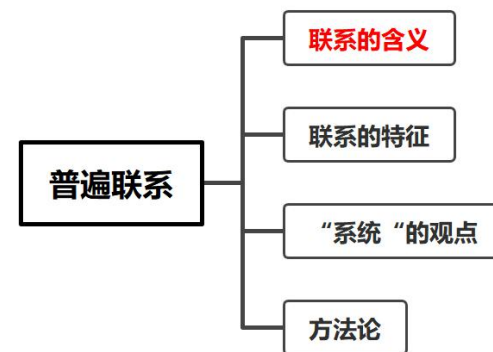 普遍联系
联系的含义
联系的特征
“系统“的观点
方法论